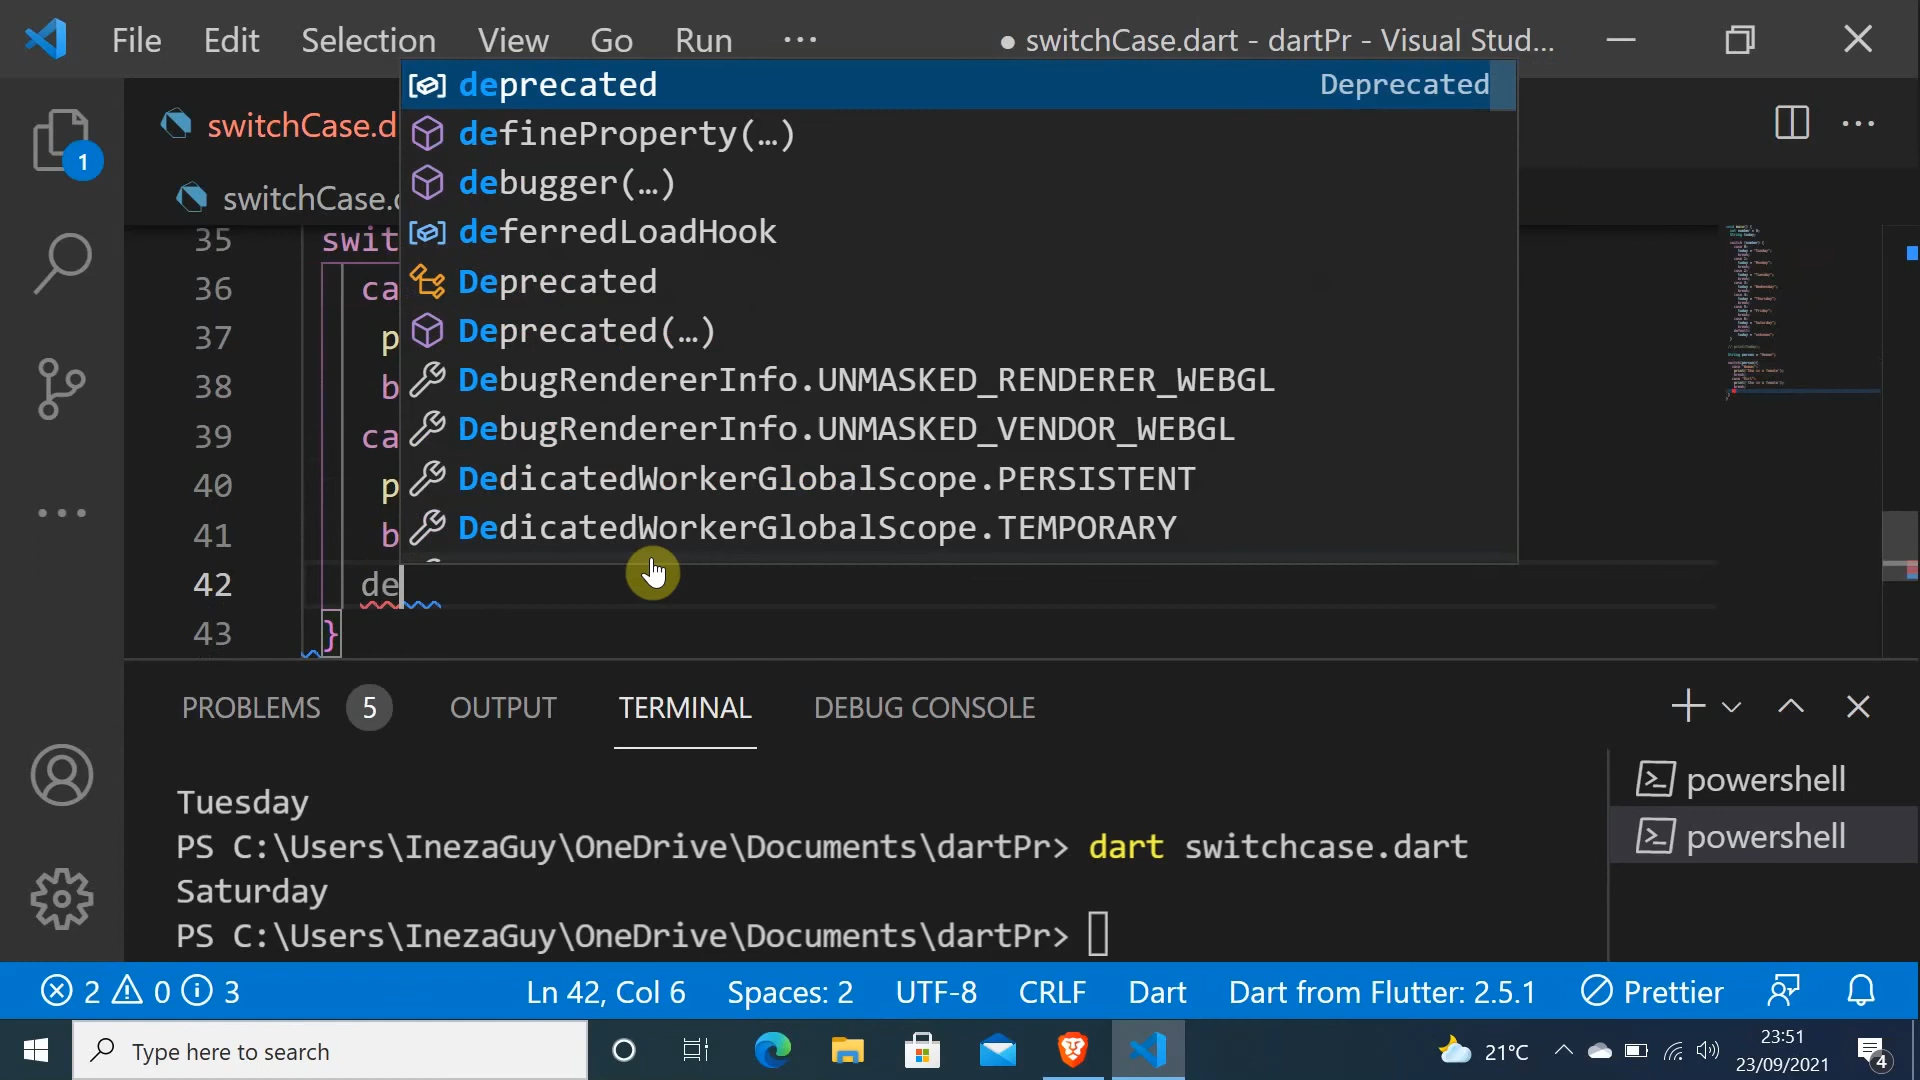 File Edit Selection View Go Run ··· ● switchCase.dart - dartPr - Visual Stud...
deprecated Deprecated
switchCase.d
defineProperty(…)
1
debugger(…)
switchCase.
deferredLoadHook
35 swit
Deprecated
36 ca
Deprecated(…)
37 p
DebugRendererInfo.UNMASKED_RENDERER_WEBGL
38 b
DebugRendererInfo.UNMASKED_VENDOR_WEBGL
39 ca
DedicatedWorkerGlobalScope.PERSISTENT
40 p
DedicatedWorkerGlobalScope.TEMPORARY
41 b
42 de
43 }
PROBLEMS 5 OUTPUT TERMINAL DEBUG CONSOLE
Tuesday
powershell
PS C:\Users\InezaGuy\OneDrive\Documents\dartPr> dart switchcase.dart
powershell
Saturday
PS C:\Users\InezaGuy\OneDrive\Documents\dartPr>
2 0 3 Ln 42, Col 6 Spaces: 2 UTF-8 CRLF Dart Dart from Flutter: 2.5.1 Prettier
Type here to search 21°C 23:51
23/09/2021 4